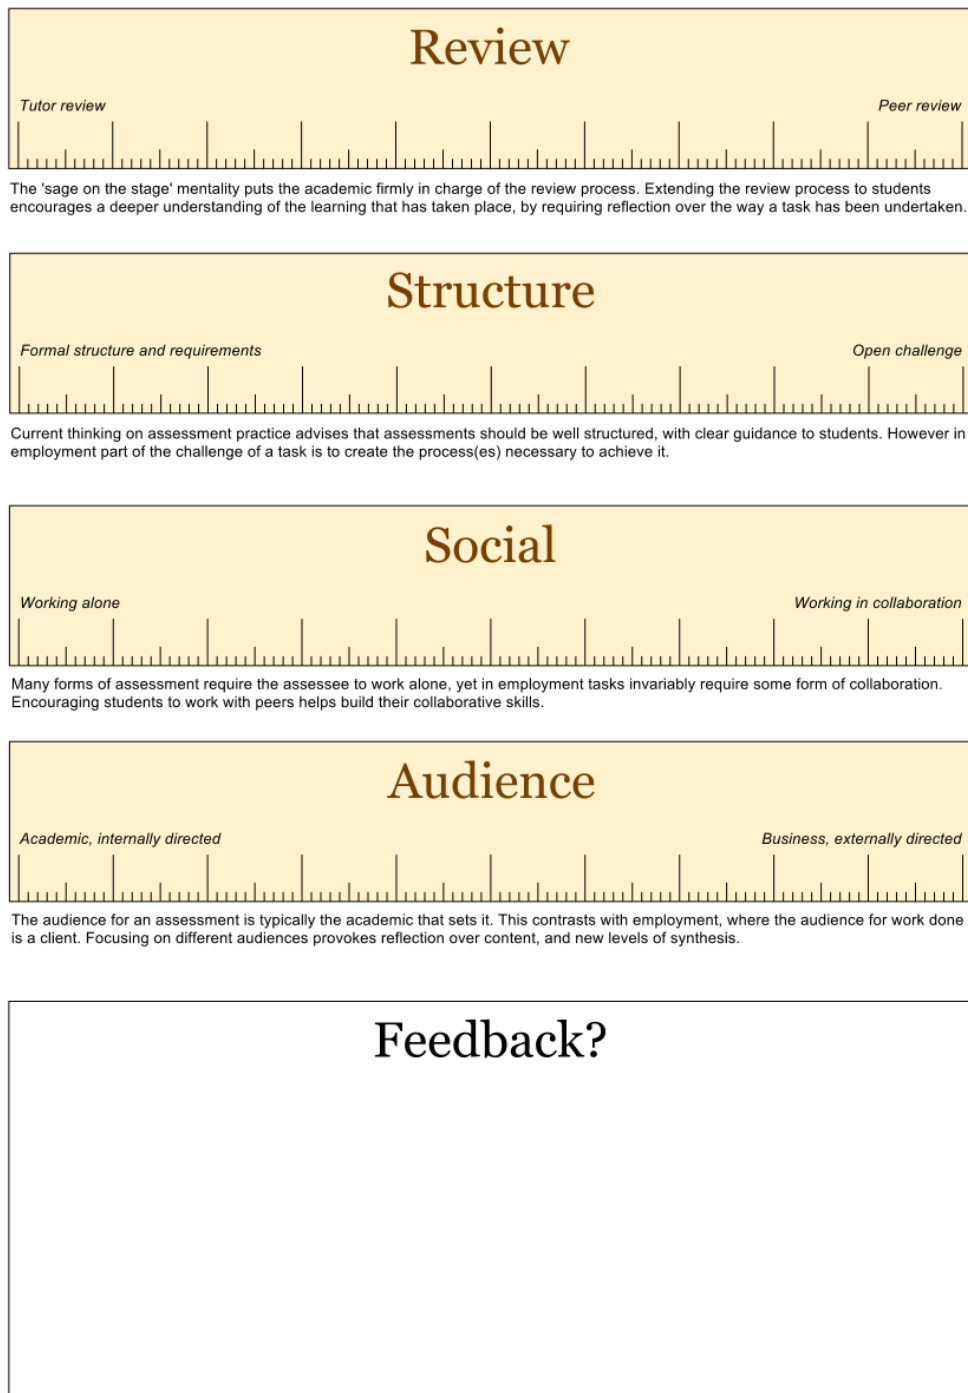 Review
Tutor review
Peer review
The 'sage on the stage' mentality puts the academic firmly in charge of the review process. Extending the review process to students
encourages a deeper understanding of the learning that has taken place, by requiring reflection over the way a task has been undertaken.
Structure
Formal structure and requirements
Open challenge
Current thinking on assessment practice advises that assessments should be well structured, with clear guidance to students. However in
employment part of the challenge of a task is to create the process(es) necessary to achieve it.
Social
Working alone
Working in collaboration
Many forms of assessment require the assessee to work alone, yet in employment tasks invariably require some form of collaboration.
Encouraging students to work with peers helps build their collaborative skills.
Audience
Academic, internally directed
Business, externally directed
The audience for an assessment is typically the academic that sets it. This contrasts with employment, where the audience for work done
is a client. Focusing on different audiences provokes reflection over content, and new levels of synthesis.
Feedback?